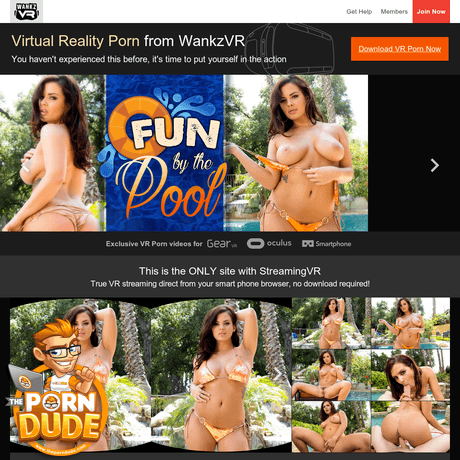 WANKZ
VR
Get Help
Members
Join Now
Virtual Reality Porn from WankzVR
You haven't experienced this before, it's time to put yourself in the action
Download VR Porn Now
FUN
by the
Pool
Exclusive VR Porn videos for Gear VR oculus Smartphone
This is the ONLY site with StreamingVR
True VR streaming direct from your smart phone browser, no download required!
THE
PORN
DUDE
www.theporndude.com